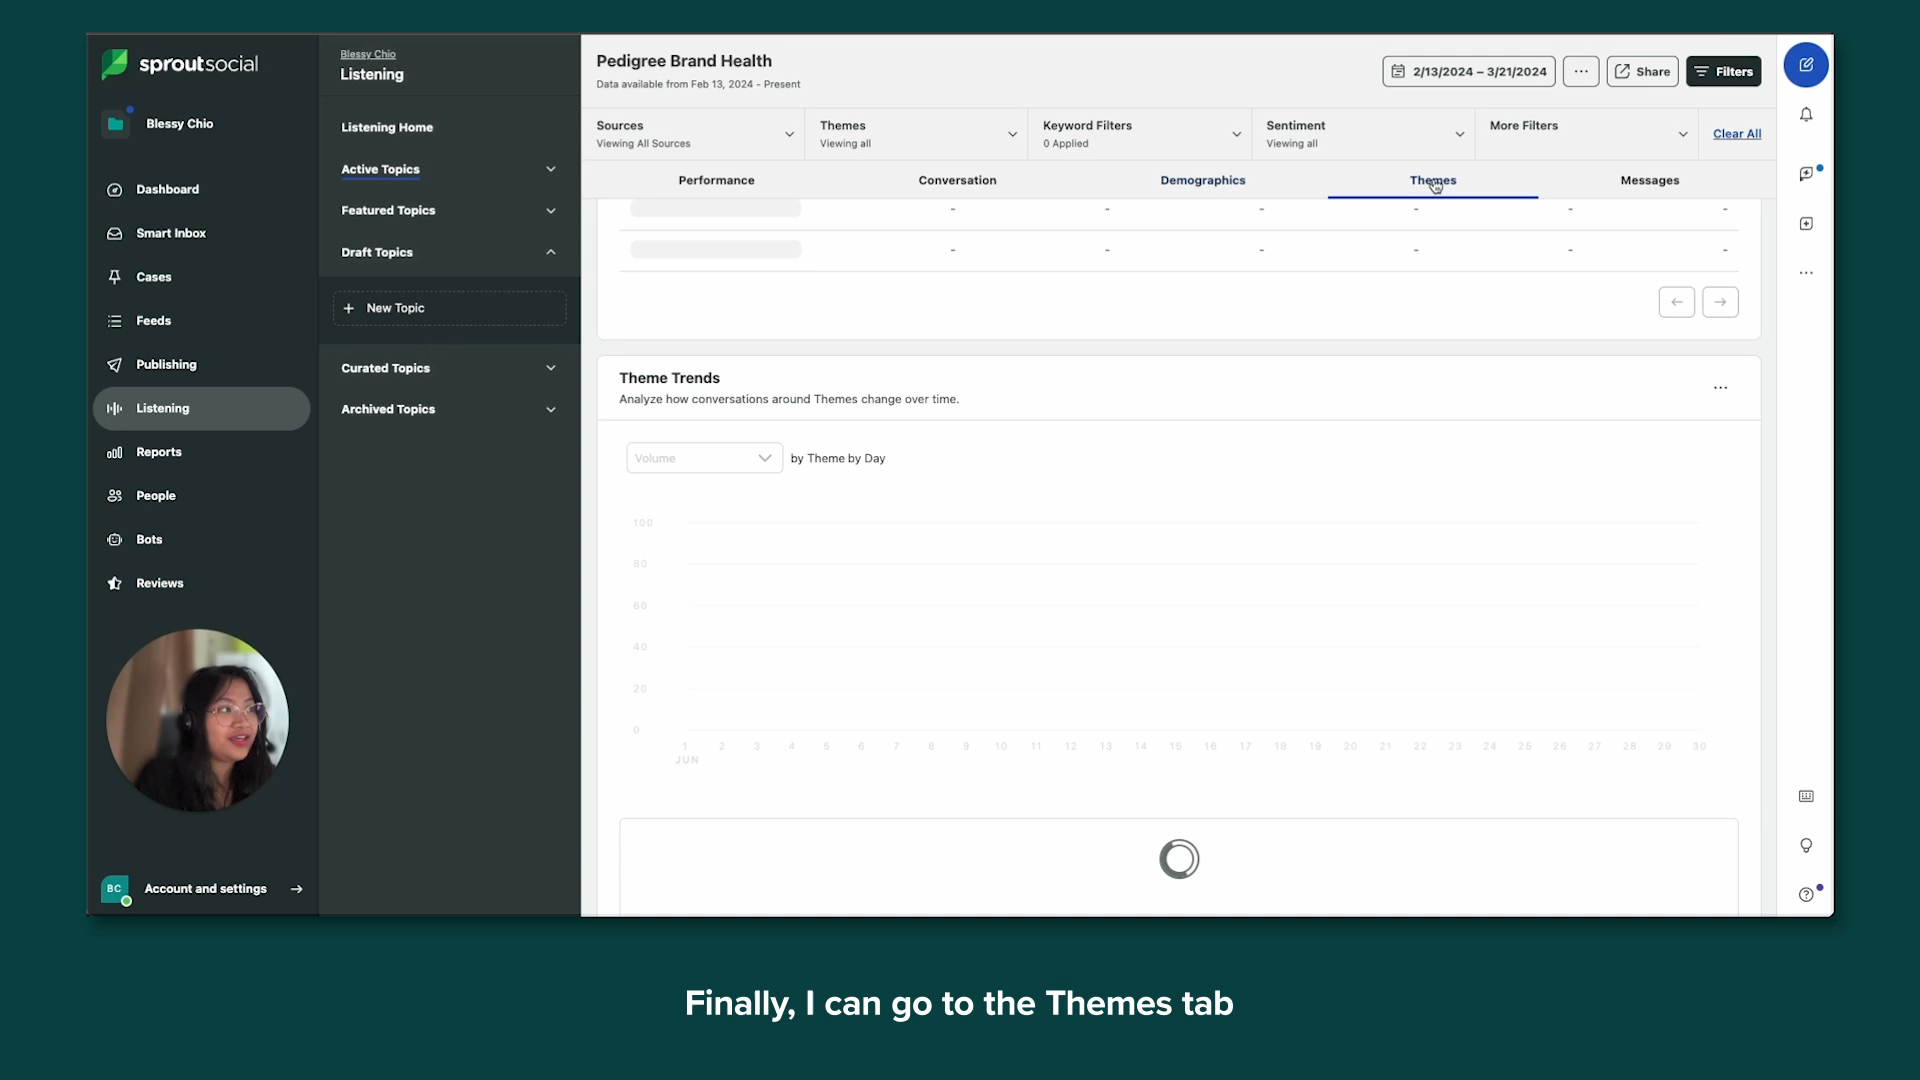 sproutsocial
Blessy Chio
Dashboard
Smart Inbox
Cases
Feeds
Publishing
Listening
Reports
People
Bots
Reviews
BC
Account and settings
Blessy Chio
Listening
Listening Home
Active Topics
Featured Topics
Draft Topics
+ New Topic
Curated Topics
Archived Topics
Pedigree Brand Health
Data available from Feb 13, 2024 - Present
2/13/2024 – 3/21/2024
...
Share
Filters
Sources
Viewing All Sources
Themes
Viewing all
Keyword Filters
0 Applied
Sentiment
Viewing all
More Filters
Clear All
Performance
Conversation
Demographics
Themes
Messages
- - - - - -
- - - - - -
Theme Trends
Analyze how conversations around Themes change over time.
Volume
by Theme by Day
100
80
60
40
20
0
1 2 3 4 5 6 7 8 9 10 11 12 13 14 15 16 17 18 19 20 21 22 23 24 25 26 27 28 29 30
JUN
Finally, I can go to the Themes tab